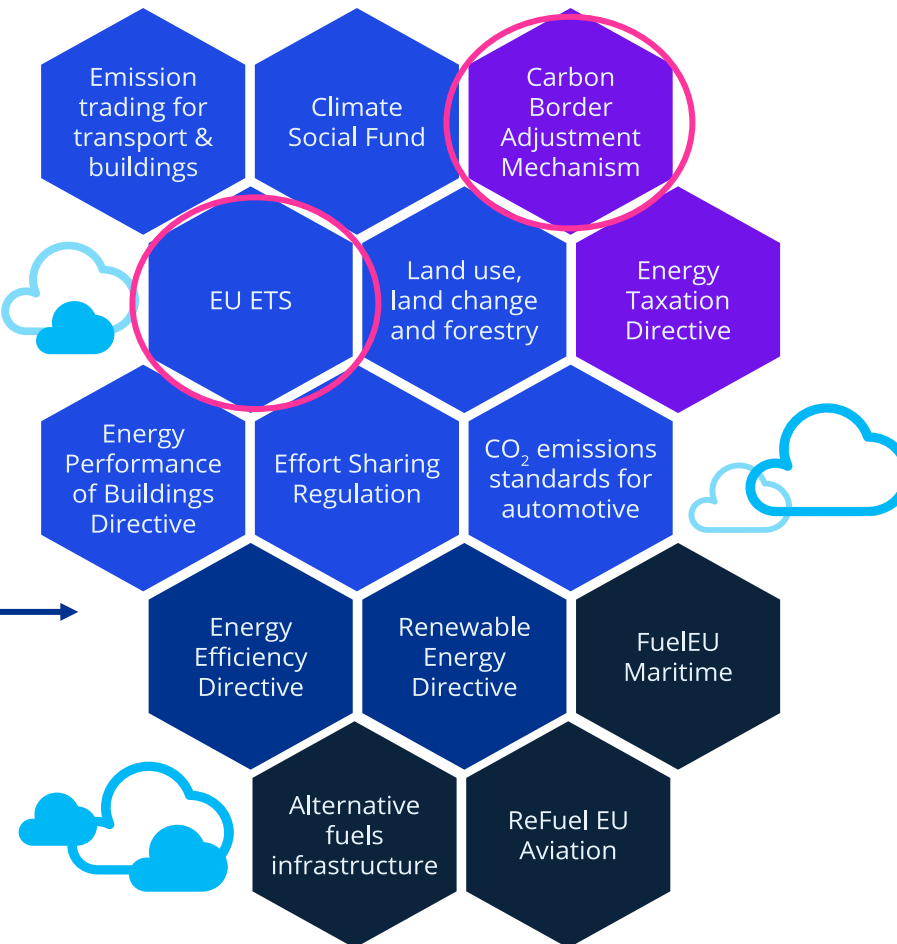 Emission
trading for
transport &
buildings
Climate
Social Fund
Carbon
Border
Adjustment
Mechanism
EU ETS
Land use,
land change
and forestry
Energy
Taxation
Directive
Energy
Performance
of Buildings
Directive
Effort Sharing
Regulation
CO₂ emissions
standards for
automotive
Energy
Efficiency
Directive
Renewable
Energy
Directive
FuelEU
Maritime
Alternative
fuels
infrastructure
ReFuel EU
Aviation